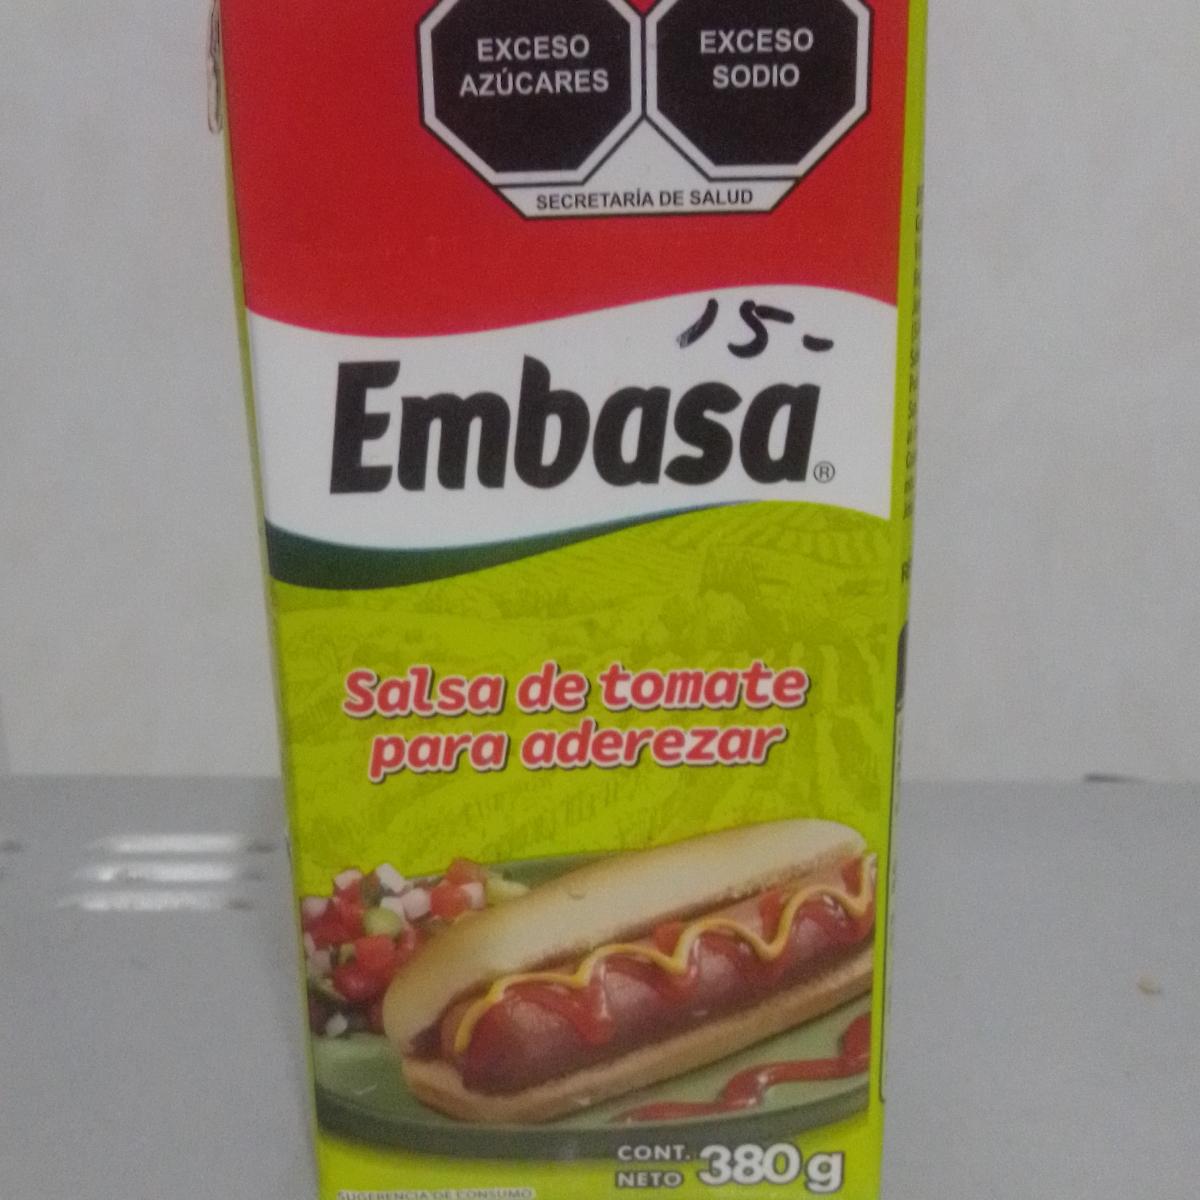 EXCESO
AZÚCARES
EXCESO
SODIO
SECRETARÍA DE SALUD
15-
Embasa®
Salsa de tomate
para aderezar
CONT.
NETO 380g
SUGERENCIA DE CONSUMO